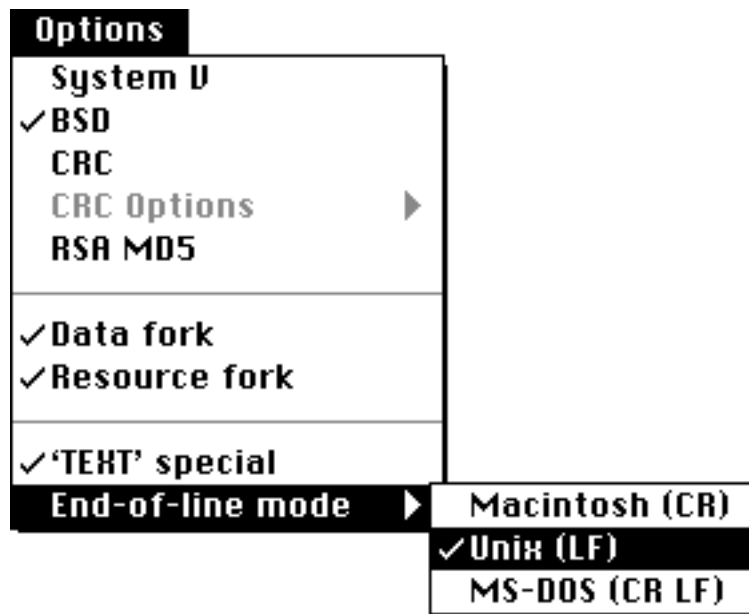 Options
System V
✓BSD
CRC
CRC Options
RSA MD5
✓Data fork
✓Resource fork
✓‘TEXT’ special
End-of-line mode
Macintosh (CR)
✓Unix (LF)
MS-DOS (CR LF)